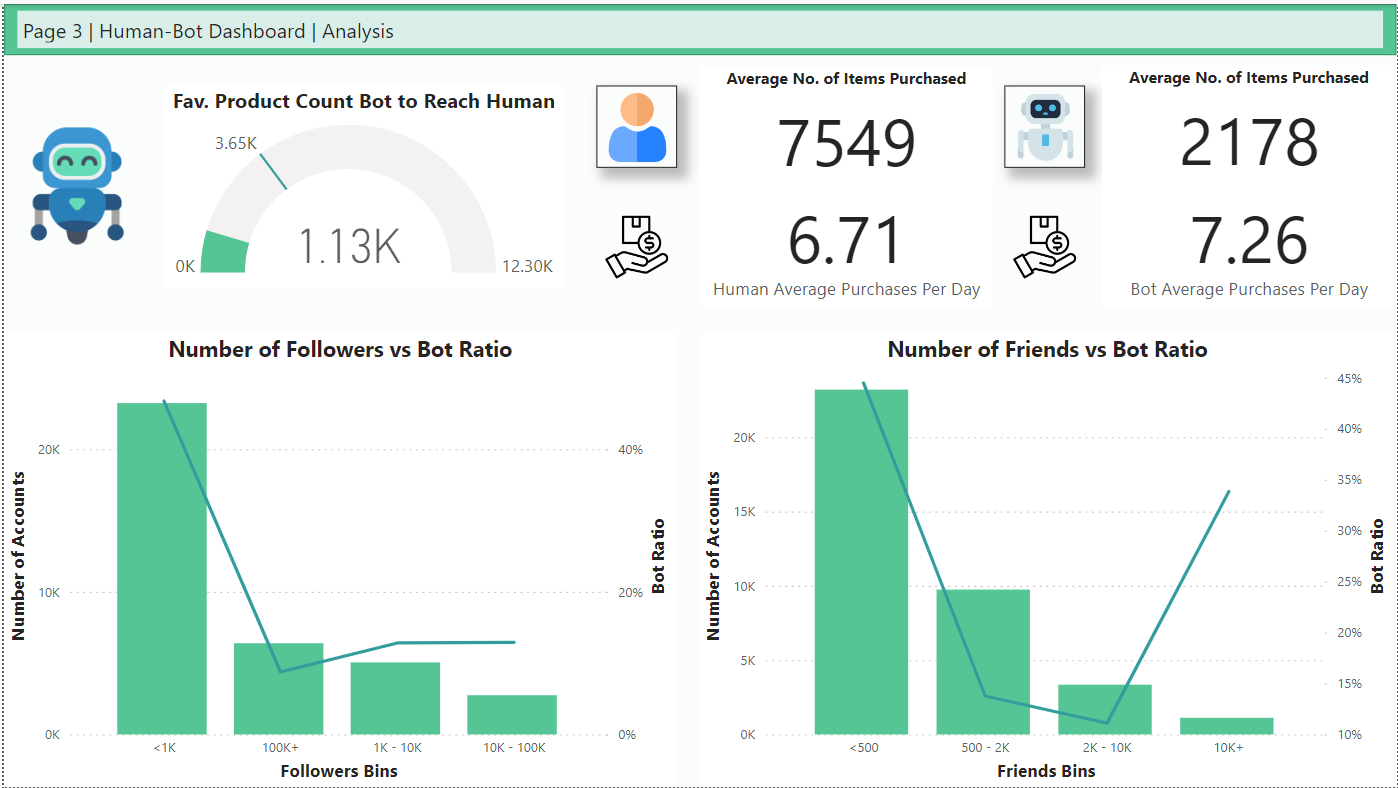 Page 3 | Human-Bot Dashboard | Analysis
Fav. Product Count Bot to Reach Human
3.65K
1.13K
0K
12.30K
Average No. of Items Purchased
7549
6.71
Human Average Purchases Per Day
Average No. of Items Purchased
2178
7.26
Bot Average Purchases Per Day
$
$
Number of Followers vs Bot Ratio
Number of Accounts
20K
10K
0K
40%
20%
0%
Bot Ratio
<1K
100K+
1K - 10K
10K - 100K
Followers Bins
Number of Friends vs Bot Ratio
Number of Accounts
20K
15K
10K
5K
0K
45%
40%
35%
30%
25%
20%
15%
10%
Bot Ratio
<500
500 - 2K
2K - 10K
10K+
Friends Bins